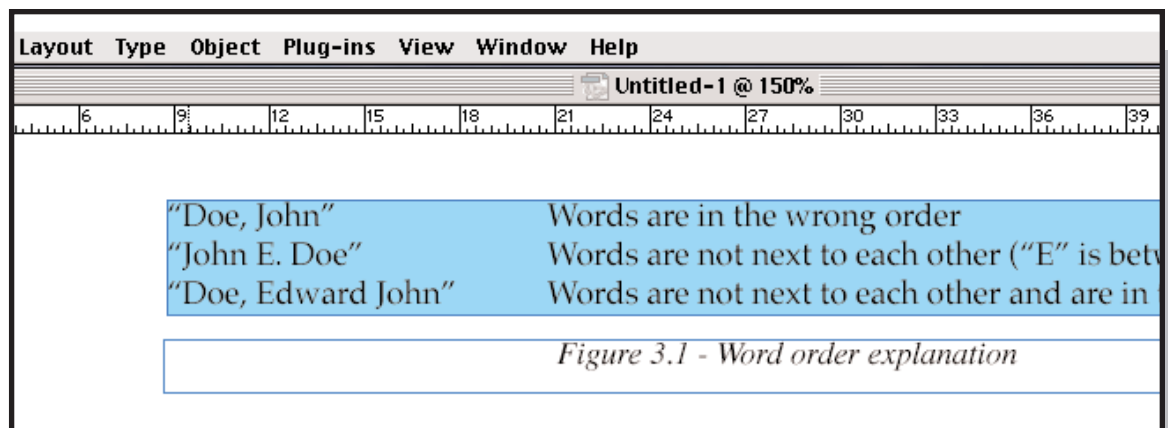 Layout Type Object Plug-ins View Window Help
Untitled-1 @ 150%
6 9 12 15 18 21 24 27 30 33 36 39
“Doe, John” Words are in the wrong order
“John E. Doe” Words are not next to each other (“E” is
“Doe, Edward John” Words are not next to each other and are in
Figure 3.1 - Word order explanation